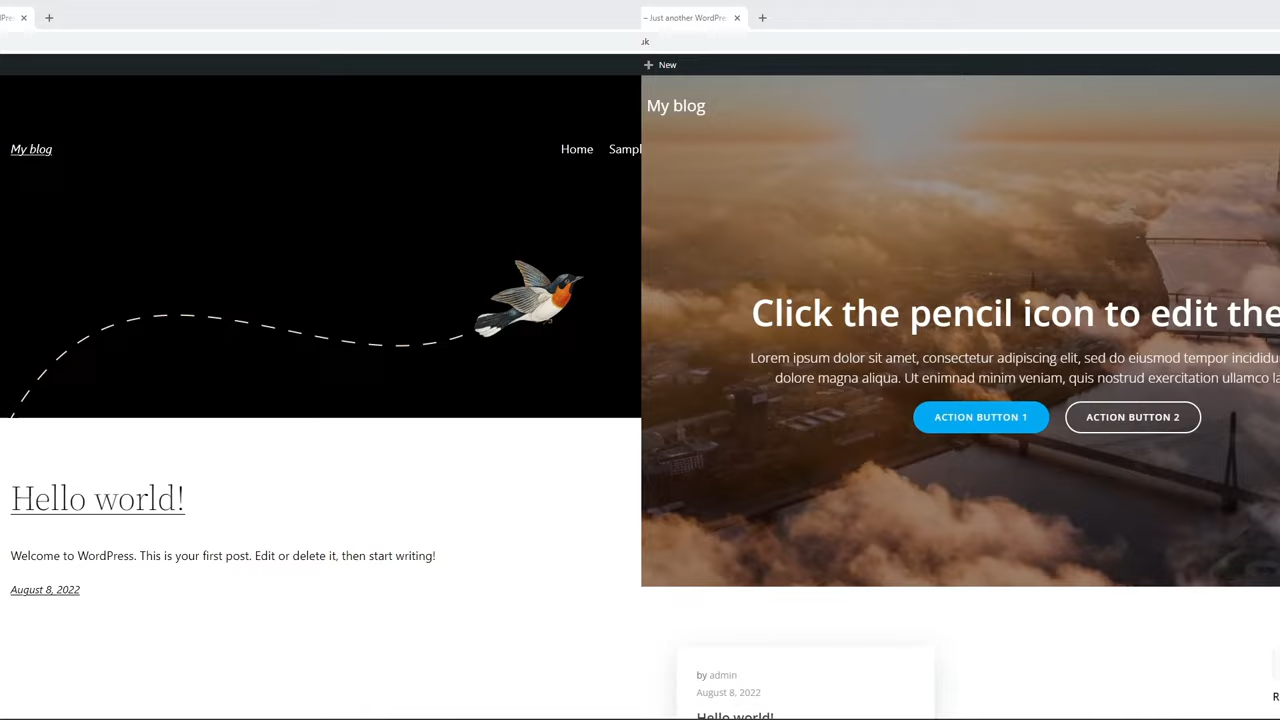 – Just another WordPre
uk
New
My blog
Home Sampl
Hello world!
Welcome to WordPress. This is your first post. Edit or delete it, then start writing!
August 8, 2022
My blog
Click the pencil icon to edit the
Lorem ipsum dolor sit amet, consectetur adipiscing elit, sed do eiusmod tempor incididu
dolore magna aliqua. Ut enimnad minim veniam, quis nostrud exercitation ullamco la
ACTION BUTTON 1
ACTION BUTTON 2
by admin
August 8, 2022
Hello world!
R